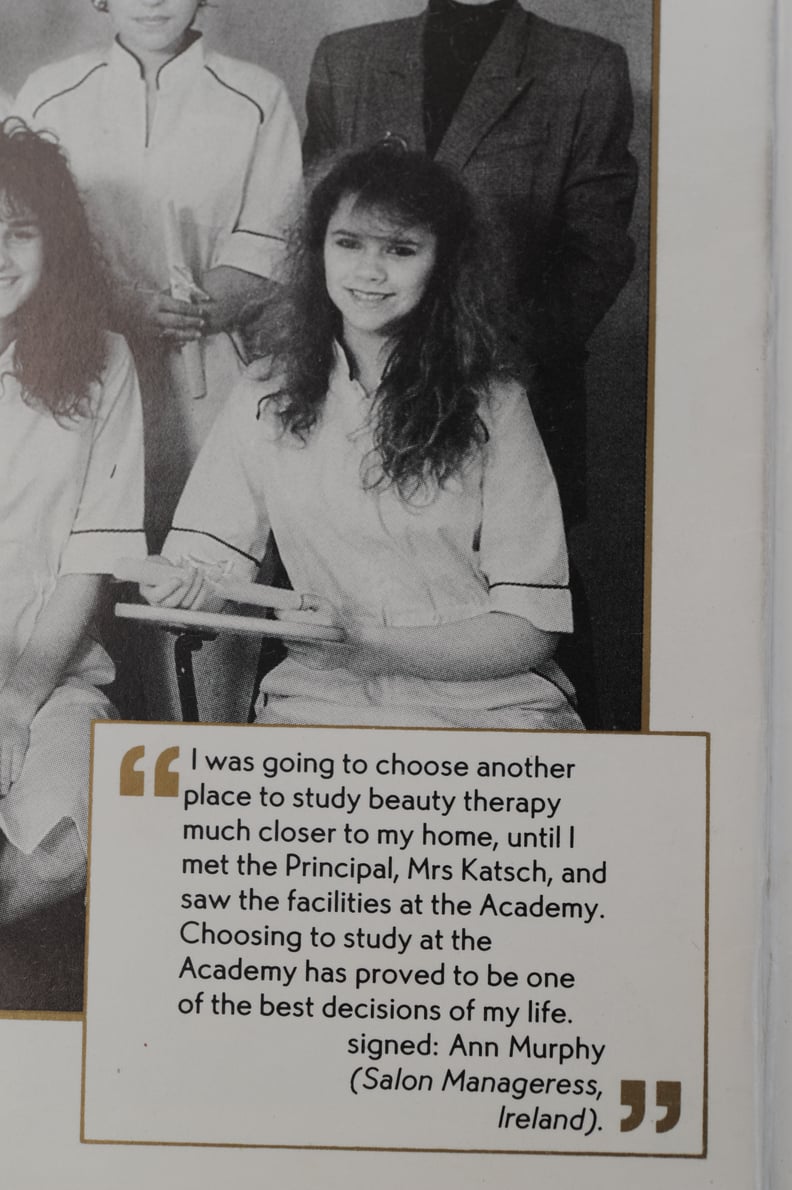 “ I was going to choose another
place to study beauty therapy
much closer to my home, until I
met the Principal, Mrs Katsch, and
saw the facilities at the Academy.
Choosing to study at the
Academy has proved to be one
of the best decisions of my life.
signed: Ann Murphy
(Salon Manageress,
Ireland). ”